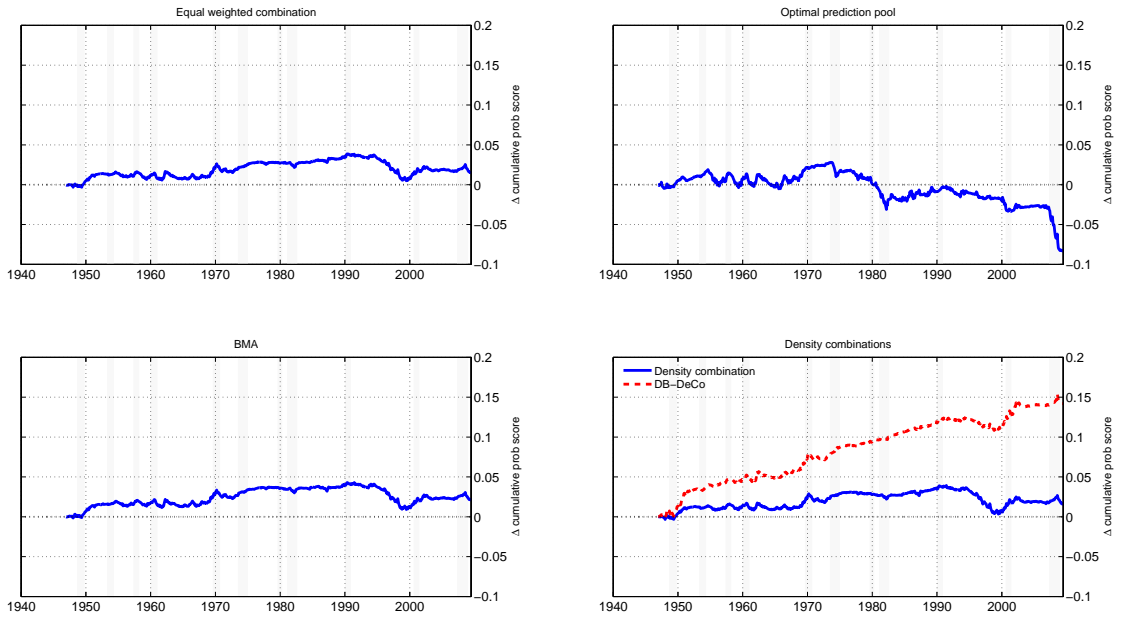 Equal weighted combination
0.2
0.15
0.1
0.05
0
−0.05
−0.1
Δ cumulative prob score
1940 1950 1960 1970 1980 1990 2000
Optimal prediction pool
0.2
0.15
0.1
0.05
0
−0.05
−0.1
Δ cumulative prob score
1940 1950 1960 1970 1980 1990 2000
BMA
0.2
0.15
0.1
0.05
0
−0.05
−0.1
Δ cumulative prob score
1940 1950 1960 1970 1980 1990 2000
Density combinations
Density combination
DB−DeCo
0.2
0.15
0.1
0.05
0
−0.05
−0.1
Δ cumulative prob score
1940 1950 1960 1970 1980 1990 2000